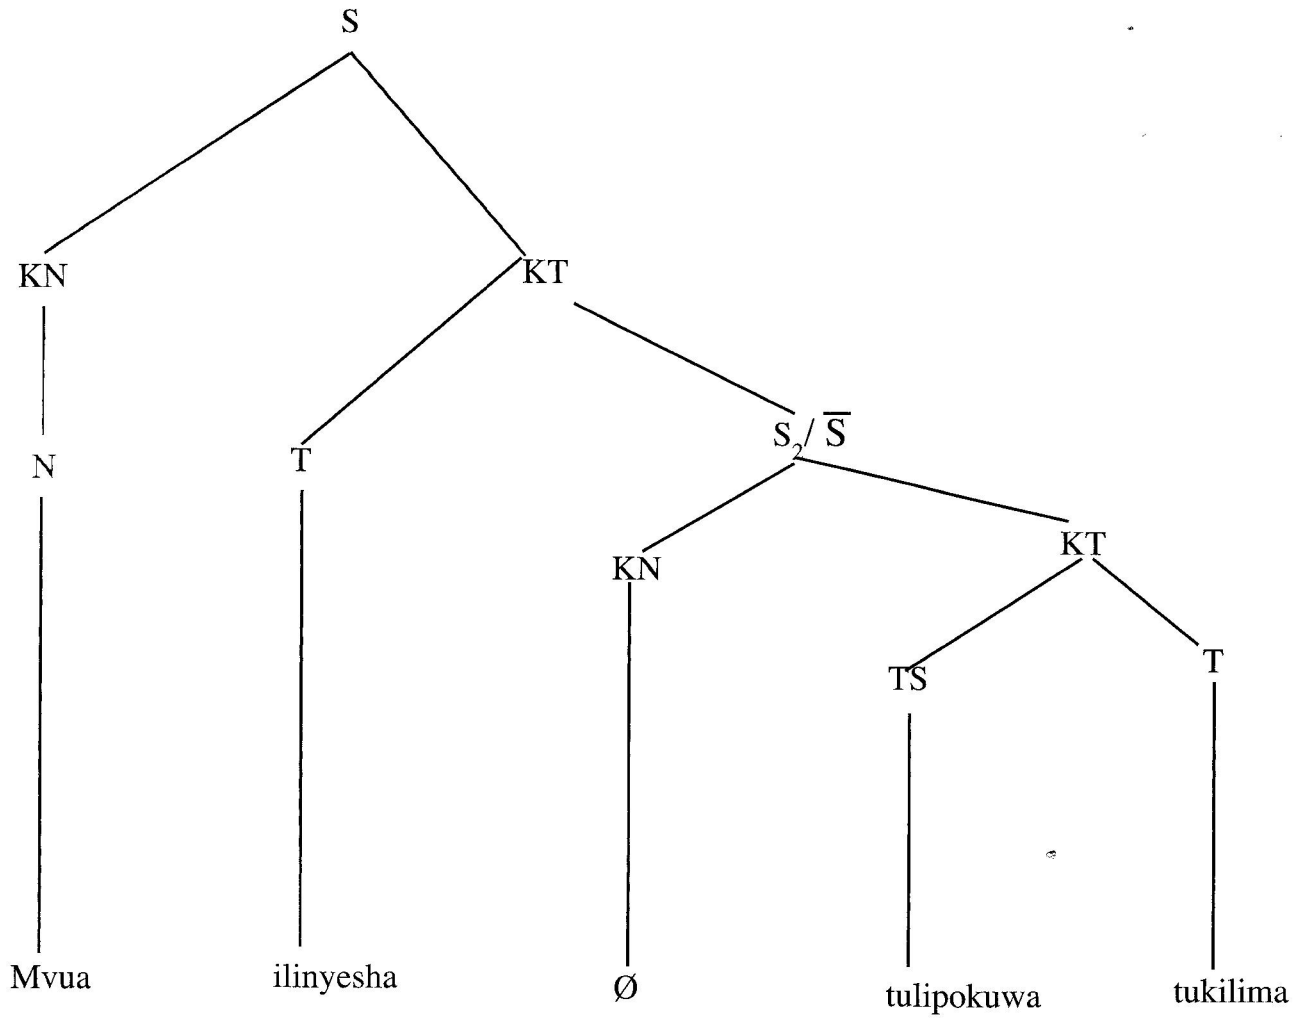 S
KN KT
S₂/ S̅
N T
KN KT
TS T
Mvua ilinyesha Ø tulipokuwa tukilima